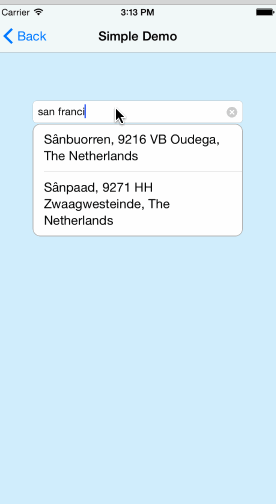 Carrier 3:13 PM
Back Simple Demo
san franci
Sânbuorren, 9216 VB Oudega,
The Netherlands
Sânpaad, 9271 HH
Zwaagwesteinde, The
Netherlands